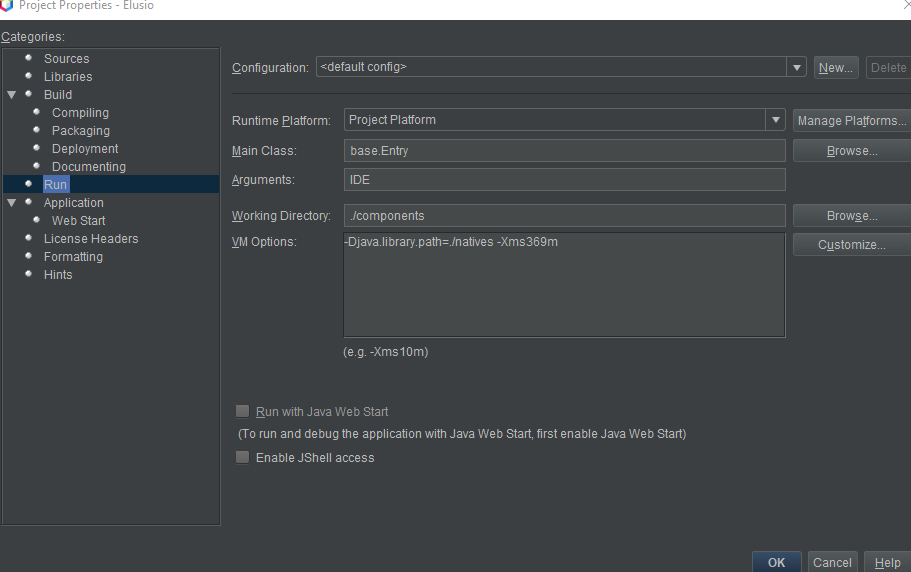 Project Properties - Elusio
Categories:
Sources
Libraries
Build
Compiling
Packaging
Deployment
Documenting
Run
Application
Web Start
License Headers
Formatting
Hints
Configuration: <default config> New... Delete
Runtime Platform: Project Platform Manage Platforms...
Main Class: base.Entry Browse...
Arguments: IDE
Working Directory: ./components Browse...
VM Options: -Djava.library.path=./natives -Xms369m Customize...
(e.g. -Xms10m)
Run with Java Web Start
(To run and debug the application with Java Web Start, first enable Java Web Start)
Enable JShell access
OK Cancel Help